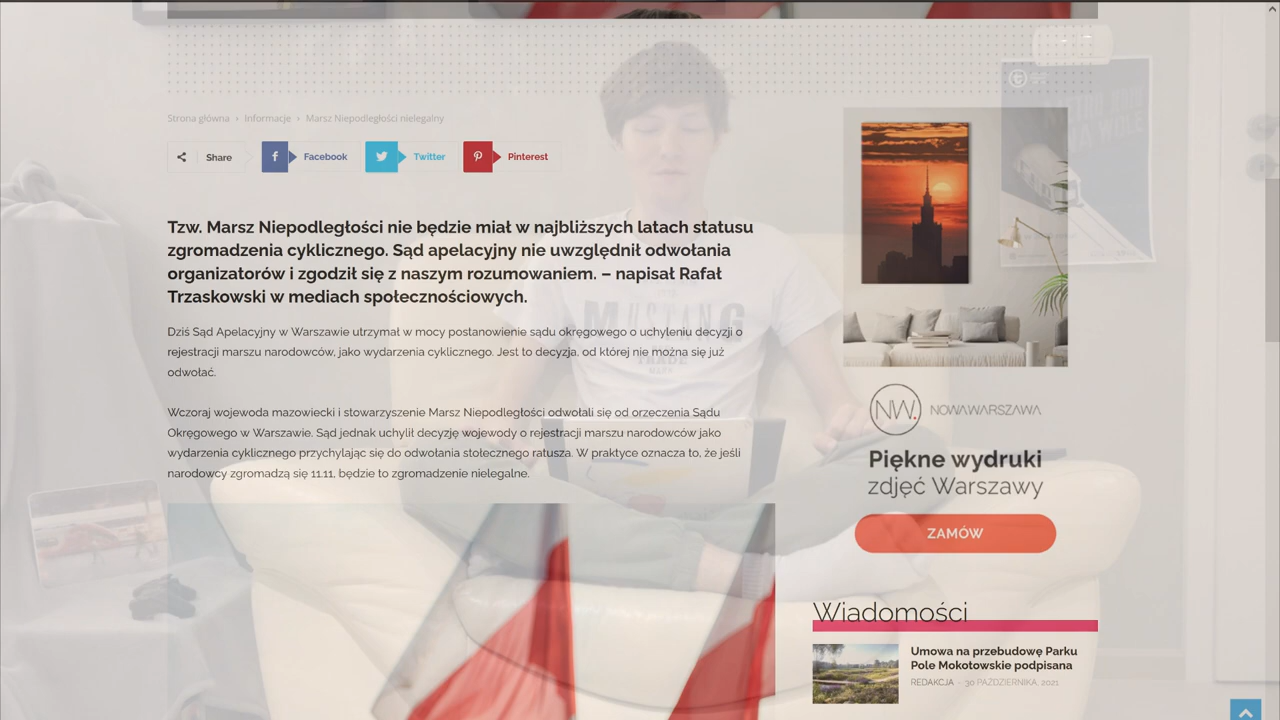 Strona główna › Informacje › Marsz Niepodległości nielegalny
Share
Facebook
Twitter
Pinterest
Tzw. Marsz Niepodległości nie będzie miał w najbliższych latach statusu
zgromadzenia cyklicznego. Sąd apelacyjny nie uwzględnił odwołania
organizatorów i zgodził się z naszym rozumowaniem. – napisał Rafał
Trzaskowski w mediach społecznościowych.
Dziś Sąd Apelacyjny w Warszawie utrzymał w mocy postanowienie sądu okręgowego o uchyleniu decyzji o
rejestracji marszu narodowców, jako wydarzenia cyklicznego. Jest to decyzja, od której nie można się już
odwołać.
Wczoraj wojewoda mazowiecki i stowarzyszenie Marsz Niepodległości odwołali się od orzeczenia Sądu
Okręgowego w Warszawie. Sąd jednak uchylił decyzję wojewody o rejestracji marszu narodowców jako
wydarzenia cyklicznego przychylając się do odwołania stołecznego ratusza. W praktyce oznacza to, że jeśli
narodowcy zgromadzą się 11.11, będzie to zgromadzenie nielegalne.
MUSTANG
TRADE
NW.
NOWAWARSZAWA
Piękne wydruki
zdjęć Warszawy
ZAMÓW
Wiadomości
Umowa na przebudowę Parku
Pole Mokotowskie podpisana
REDAKCJA - 30 PAŹDZIERNIKA, 2021